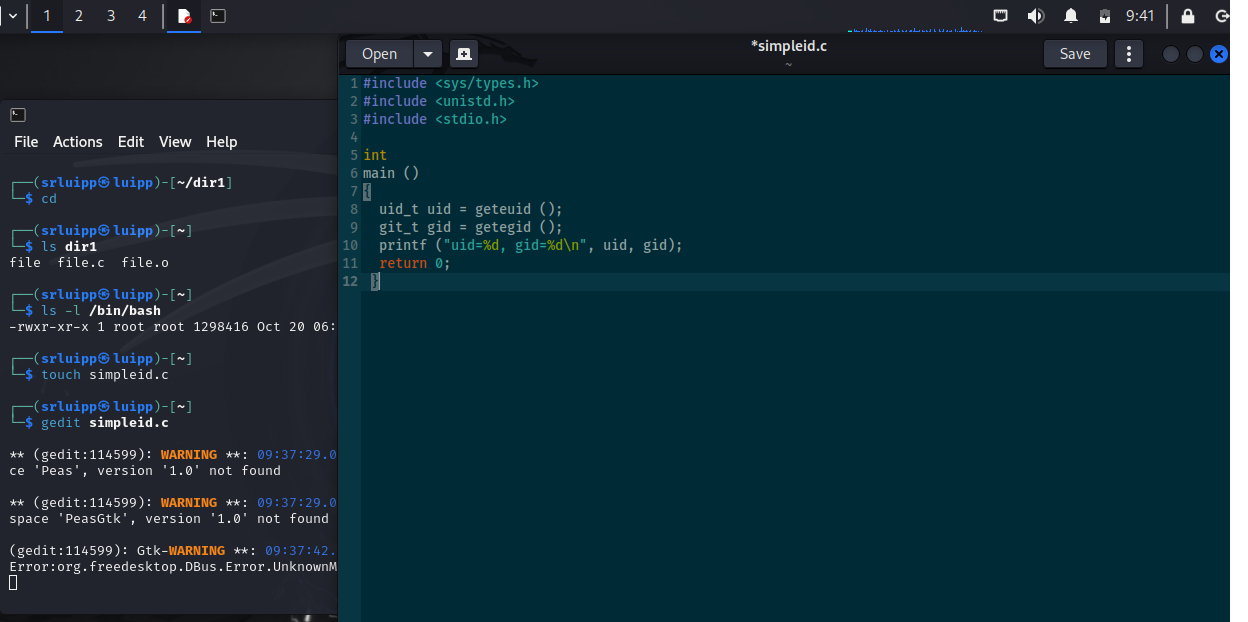 1 2 3 4 9:41
Open *simpleid.c Save
~
1 #include <sys/types.h>
2 #include <unistd.h>
3 #include <stdio.h>
4
5 int
6 main ()
7 {
8 uid_t uid = geteuid ();
9 git_t gid = getegid ();
10 printf ("uid=%d, gid=%d\n", uid, gid);
11 return 0;
12 }
File Actions Edit View Help
(srluipp㉿luipp)-[~/dir1]
$ cd
(srluipp㉿luipp)-[~]
$ ls dir1
file file.c file.o
(srluipp㉿luipp)-[~]
$ ls -l /bin/bash
-rwxr-xr-x 1 root root 1298416 Oct 20 06:
(srluipp㉿luipp)-[~]
$ touch simpleid.c
(srluipp㉿luipp)-[~]
$ gedit simpleid.c
** (gedit:114599): WARNING **: 09:37:29.0
ce 'Peas', version '1.0' not found
** (gedit:114599): WARNING **: 09:37:29.0
space 'PeasGtk', version '1.0' not found
(gedit:114599): Gtk-WARNING **: 09:37:42.
Error:org.freedesktop.DBus.Error.UnknownM